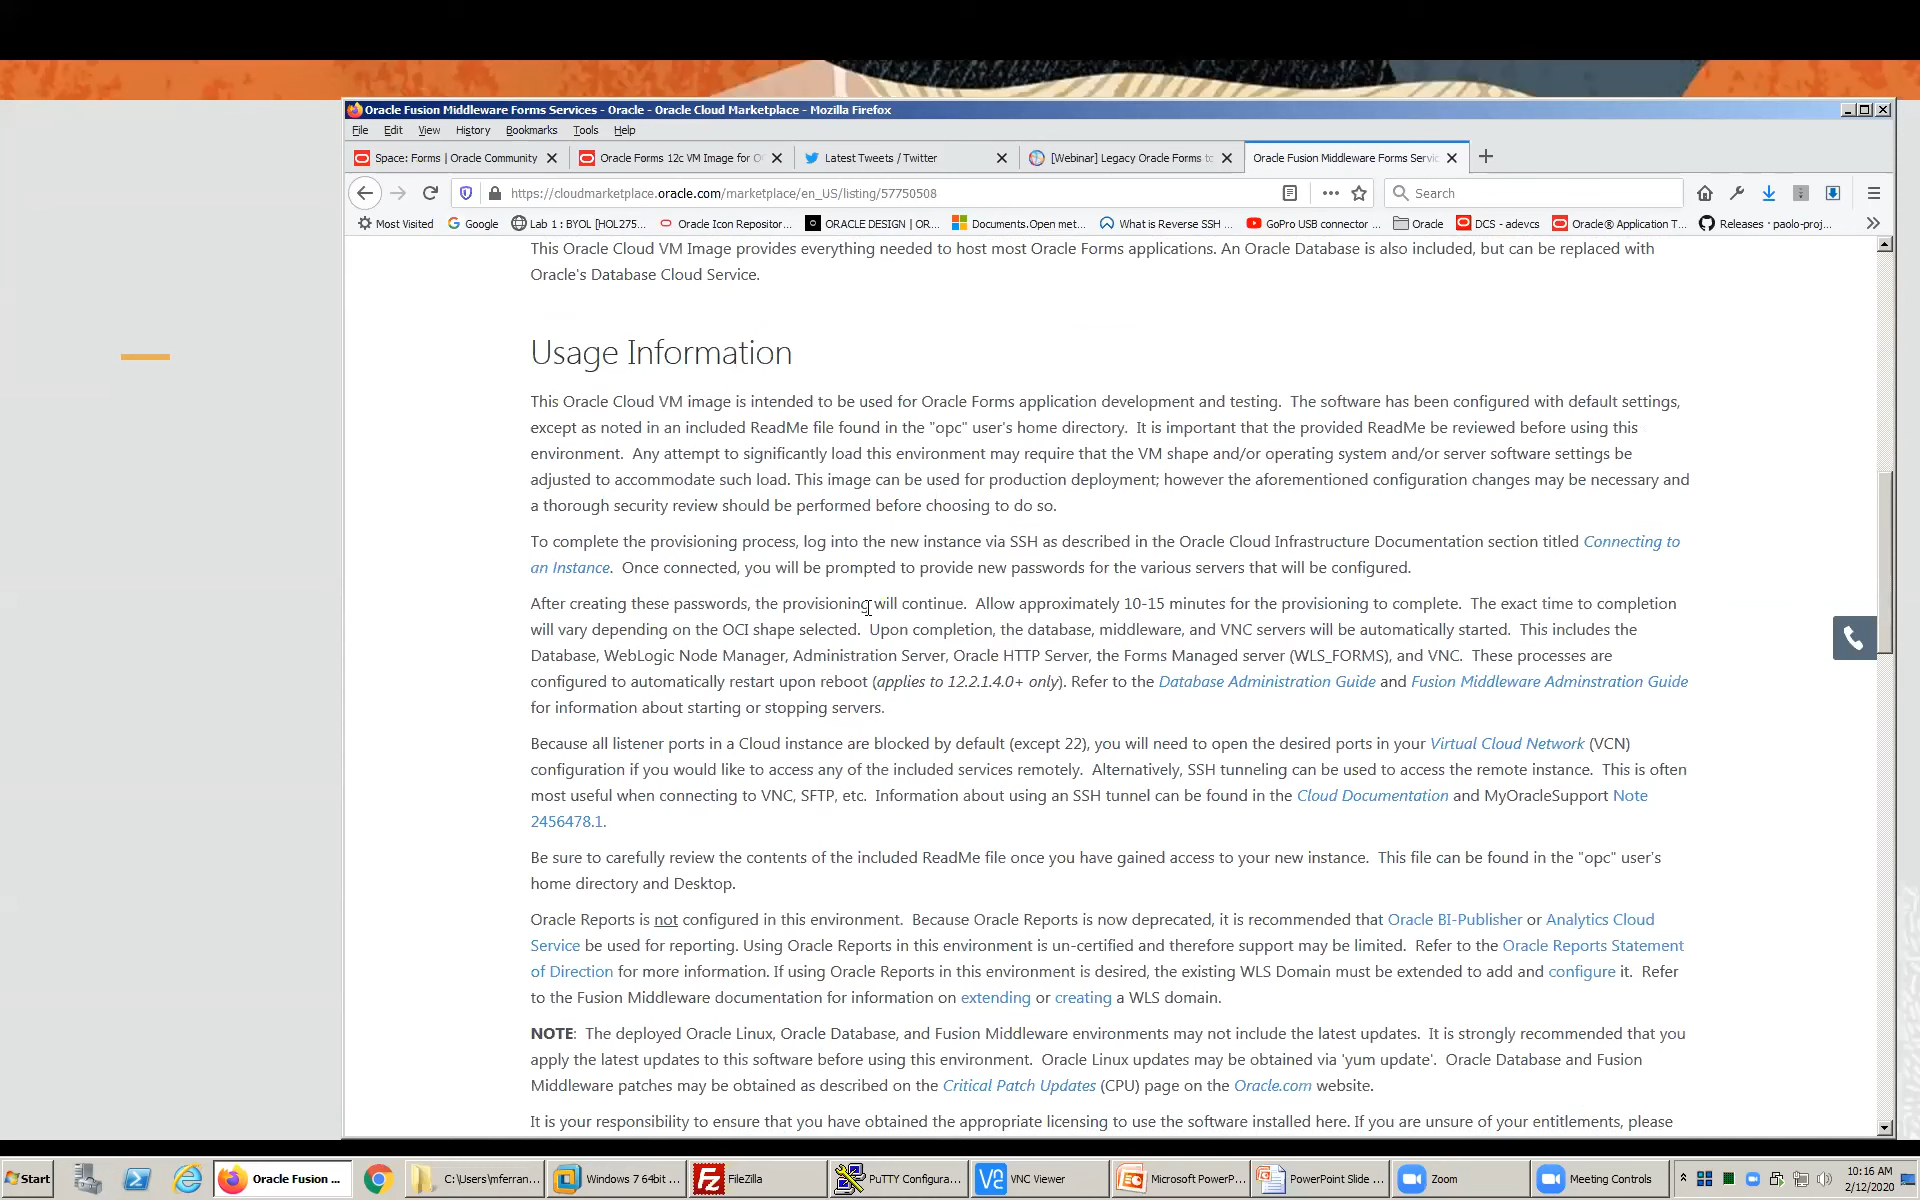 Oracle Fusion Middleware Forms Services - Oracle - Oracle Cloud Marketplace - Mozilla Firefox
File Edit View History Bookmarks Tools Help
Space: Forms | Oracle Community
Oracle Forms 12c VM Image for O
Latest Tweets / Twitter
[Webinar] Legacy Oracle Forms to
Oracle Fusion Middleware Forms Servic
https://cloudmarketplace.oracle.com/marketplace/en_US/listing/57750508
Search
Most Visited Google Lab 1 : BYOL [HOL275... Oracle Icon Repositor... ORACLE DESIGN | OR... Documents.Open met... What is Reverse SSH ... GoPro USB connector ... Oracle DCS - adevcs Oracle® Application T... Releases · paolo-proj...
This Oracle Cloud VM Image provides everything needed to host most Oracle Forms applications. An Oracle Database is also included, but can be replaced with
Oracle's Database Cloud Service.
Usage Information
This Oracle Cloud VM image is intended to be used for Oracle Forms application development and testing. The software has been configured with default settings,
except as noted in an included ReadMe file found in the "opc" user's home directory. It is important that the provided ReadMe be reviewed before using this
environment. Any attempt to significantly load this environment may require that the VM shape and/or operating system and/or server software settings be
adjusted to accommodate such load. This image can be used for production deployment; however the aforementioned configuration changes may be necessary and
a thorough security review should be performed before choosing to do so.
To complete the provisioning process, log into the new instance via SSH as described in the Oracle Cloud Infrastructure Documentation section titled Connecting to
an Instance. Once connected, you will be prompted to provide new passwords for the various servers that will be configured.
After creating these passwords, the provisioning will continue. Allow approximately 10-15 minutes for the provisioning to complete. The exact time to completion
will vary depending on the OCI shape selected. Upon completion, the database, middleware, and VNC servers will be automatically started. This includes the
Database, WebLogic Node Manager, Administration Server, Oracle HTTP Server, the Forms Managed server (WLS_FORMS), and VNC. These processes are
configured to automatically restart upon reboot (applies to 12.2.1.4.0+ only). Refer to the Database Administration Guide and Fusion Middleware Adminstration Guide
for information about starting or stopping servers.
Because all listener ports in a Cloud instance are blocked by default (except 22), you will need to open the desired ports in your Virtual Cloud Network (VCN)
configuration if you would like to access any of the included services remotely. Alternatively, SSH tunneling can be used to access the remote instance. This is often
most useful when connecting to VNC, SFTP, etc. Information about using an SSH tunnel can be found in the Cloud Documentation and MyOracleSupport Note
2456478.1.
Be sure to carefully review the contents of the included ReadMe file once you have gained access to your new instance. This file can be found in the "opc" user's
home directory and Desktop.
Oracle Reports is not configured in this environment. Because Oracle Reports is now deprecated, it is recommended that Oracle BI-Publisher or Analytics Cloud
Service be used for reporting. Using Oracle Reports in this environment is un-certified and therefore support may be limited. Refer to the Oracle Reports Statement
of Direction for more information. If using Oracle Reports in this environment is desired, the existing WLS Domain must be extended to add and configure it. Refer
to the Fusion Middleware documentation for information on extending or creating a WLS domain.
NOTE: The deployed Oracle Linux, Oracle Database, and Fusion Middleware environments may not include the latest updates. It is strongly recommended that you
apply the latest updates to this software before using this environment. Oracle Linux updates may be obtained via 'yum update'. Oracle Database and Fusion
Middleware patches may be obtained as described on the Critical Patch Updates (CPU) page on the Oracle.com website.
It is your responsibility to ensure that you have obtained the appropriate licensing to use the software installed here. If you are unsure of your entitlements, please
Start Oracle Fusion ... C:\Users\mferran... Windows 7 64bit ... FileZilla PuTTY Configura... VNC Viewer Microsoft PowerP... PowerPoint Slide ... Zoom Meeting Controls 10:16 AM
2/12/2020